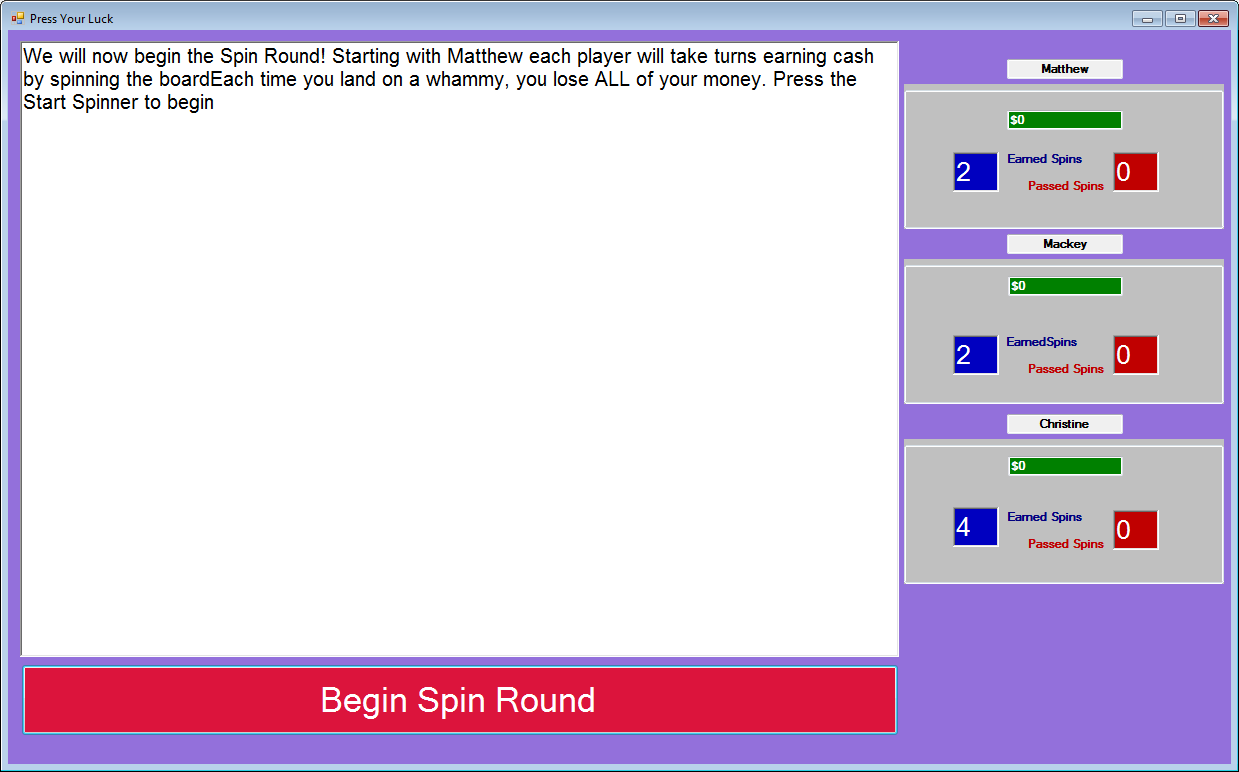 Press Your Luck
We will now begin the Spin Round! Starting with Matthew each player will take turns earning cash
by spinning the boardEach time you land on a whammy, you lose ALL of your money. Press the
Start Spinner to begin
Begin Spin Round
Matthew
$0
2 Earned Spins
Passed Spins 0
Mackey
$0
2 EarnedSpins
Passed Spins 0
Christine
$0
4 Earned Spins
Passed Spins 0